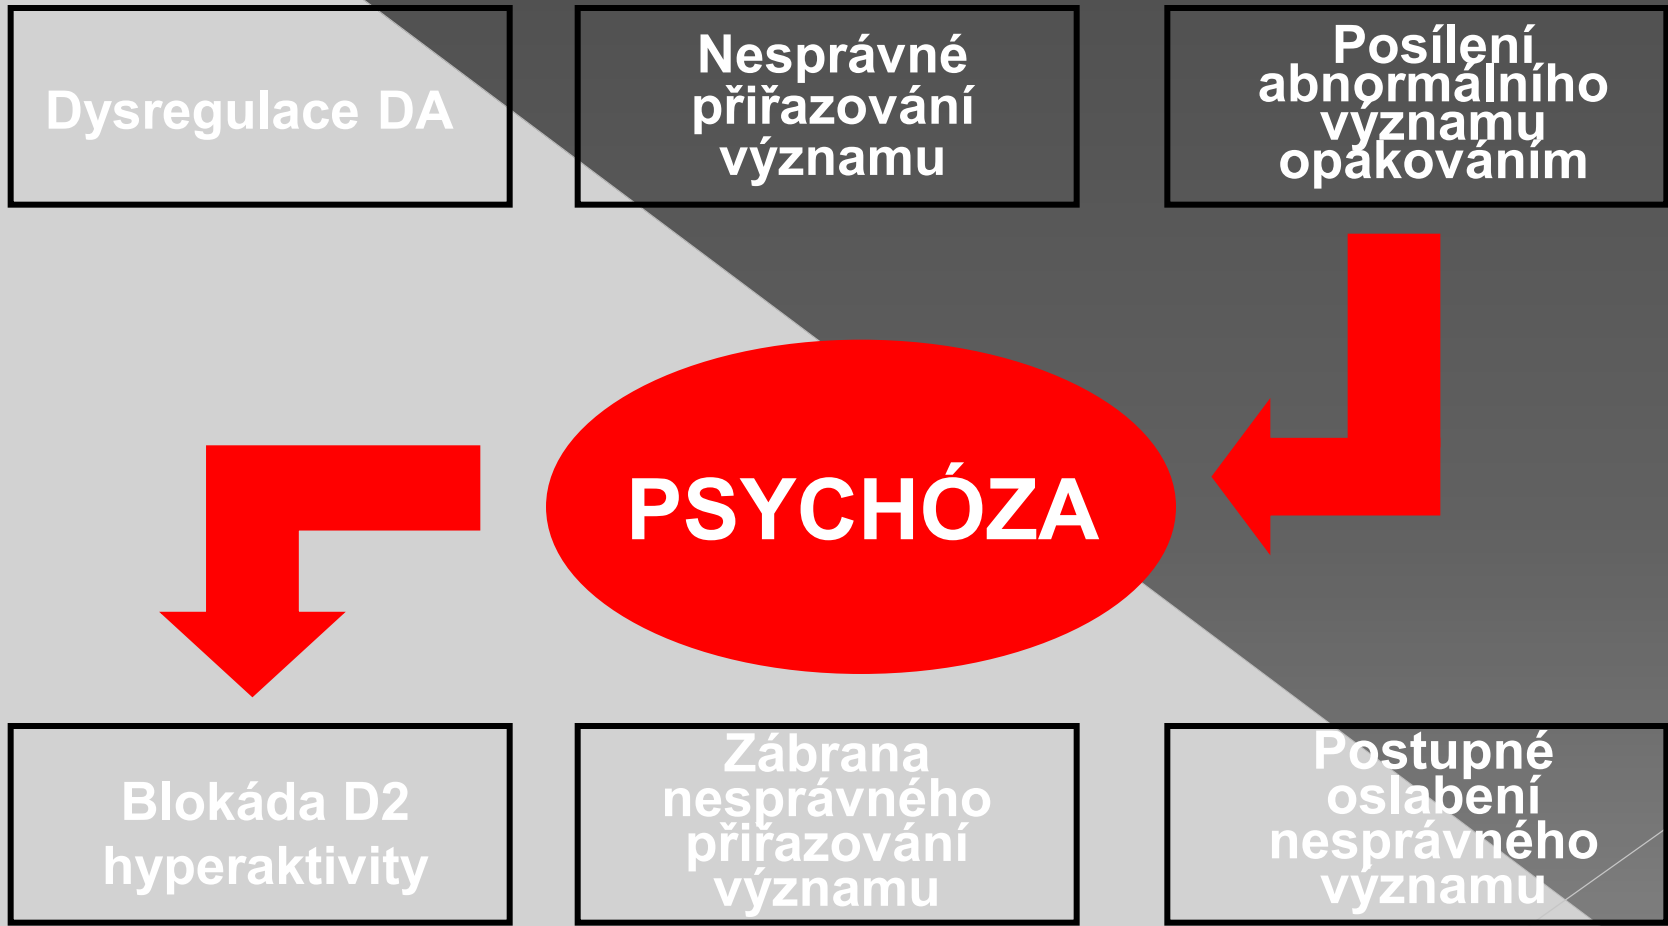 Dysregulace DA
Nesprávné
přiřazování
významu
Posílení
abnormálního
významu
opakováním
PSYCHÓZA
Blokáda D2
hyperaktivity
Zábrana
nesprávného
přiřazování
významu
Postupné
oslabení
nesprávného
významu